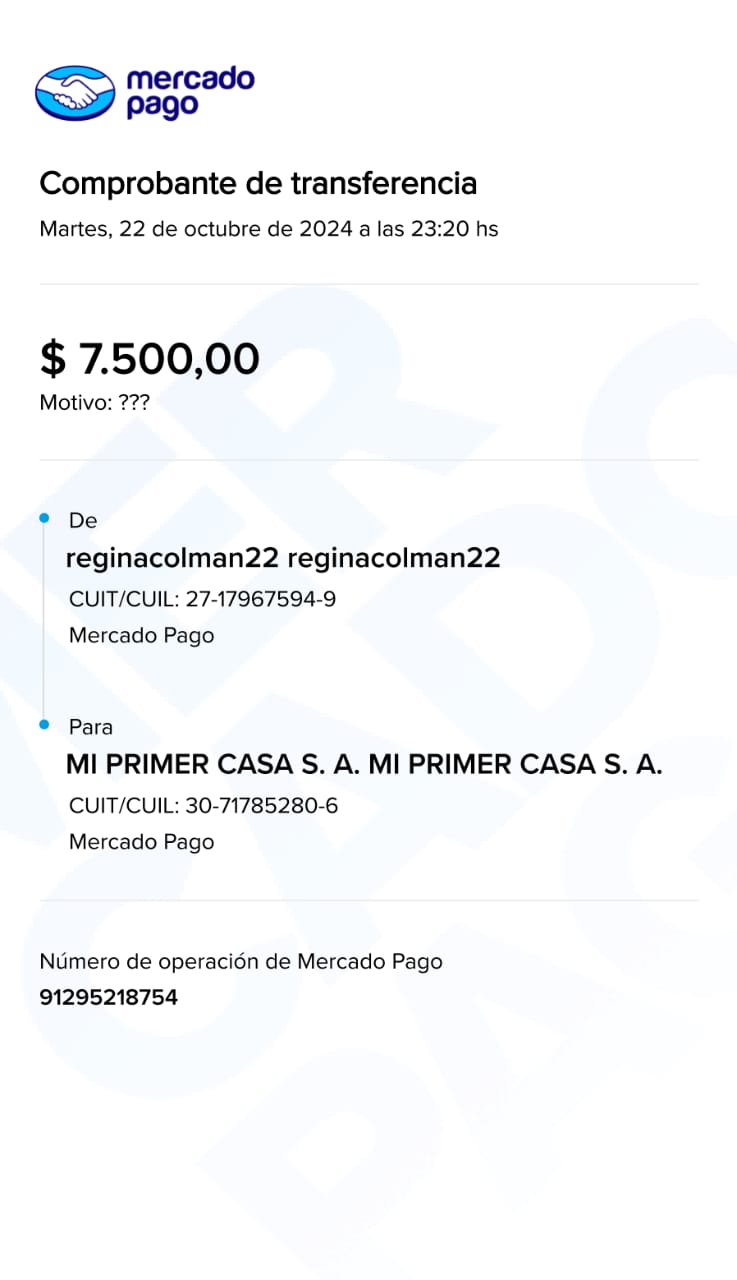 mercado
pago
Comprobante de transferencia
Martes, 22 de octubre de 2024 a las 23:20 hs
$ 7.500,00
Motivo: ???
De
reginacolman22 reginacolman22
CUIT/CUIL: 27-17967594-9
Mercado Pago
Para
MI PRIMER CASA S. A. MI PRIMER CASA S. A.
CUIT/CUIL: 30-71785280-6
Mercado Pago
Número de operación de Mercado Pago
91295218754